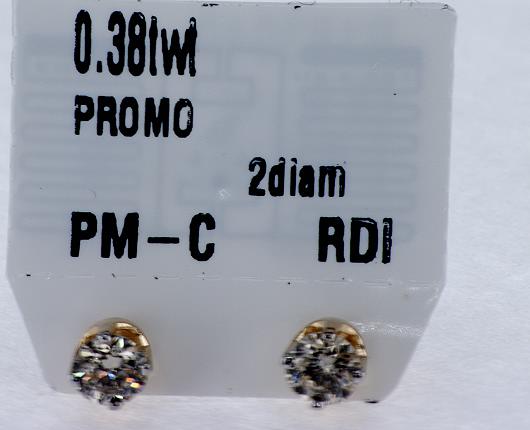 0.38twt
PROMO
2diam
PM-C RDI